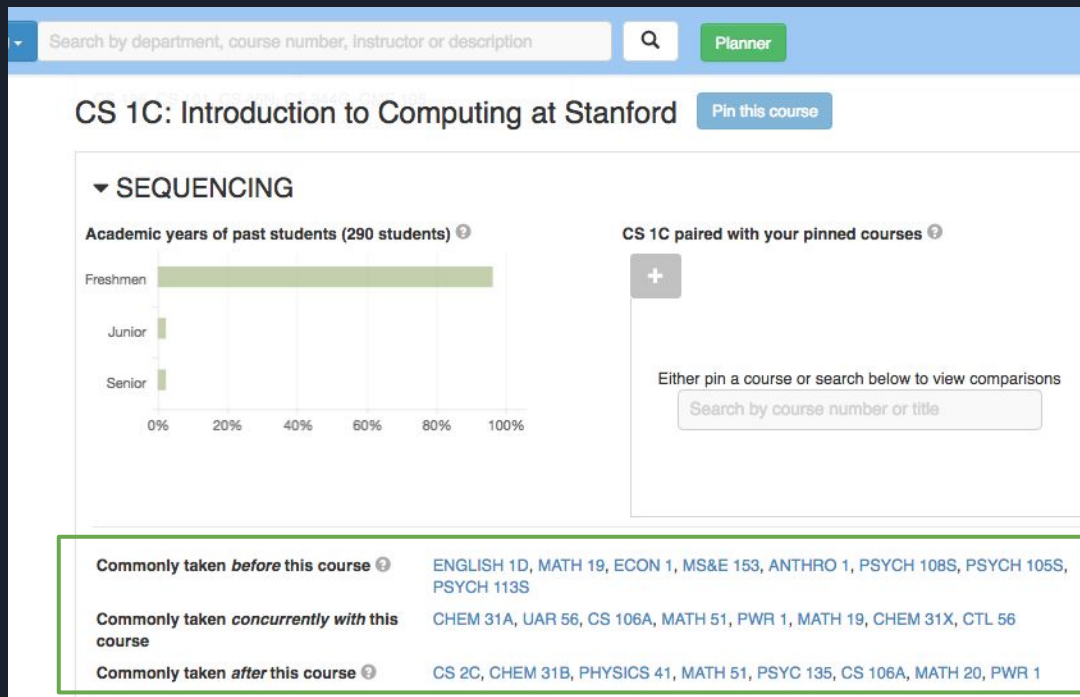 Search by department, course number, instructor or description
Planner
CS 1C: Introduction to Computing at Stanford
Pin this course
SEQUENCING
Academic years of past students (290 students)
Freshmen
Junior
Senior
0% 20% 40% 60% 80% 100%
CS 1C paired with your pinned courses
+
Either pin a course or search below to view comparisons
Search by course number or title
Commonly taken before this course
ENGLISH 1D, MATH 19, ECON 1, MS&E 153, ANTHRO 1, PSYCH 108S, PSYCH 105S,
PSYCH 113S
Commonly taken concurrently with this
course
CHEM 31A, UAR 56, CS 106A, MATH 51, PWR 1, MATH 19, CHEM 31X, CTL 56
Commonly taken after this course
CS 2C, CHEM 31B, PHYSICS 41, MATH 51, PSYC 135, CS 106A, MATH 20, PWR 1